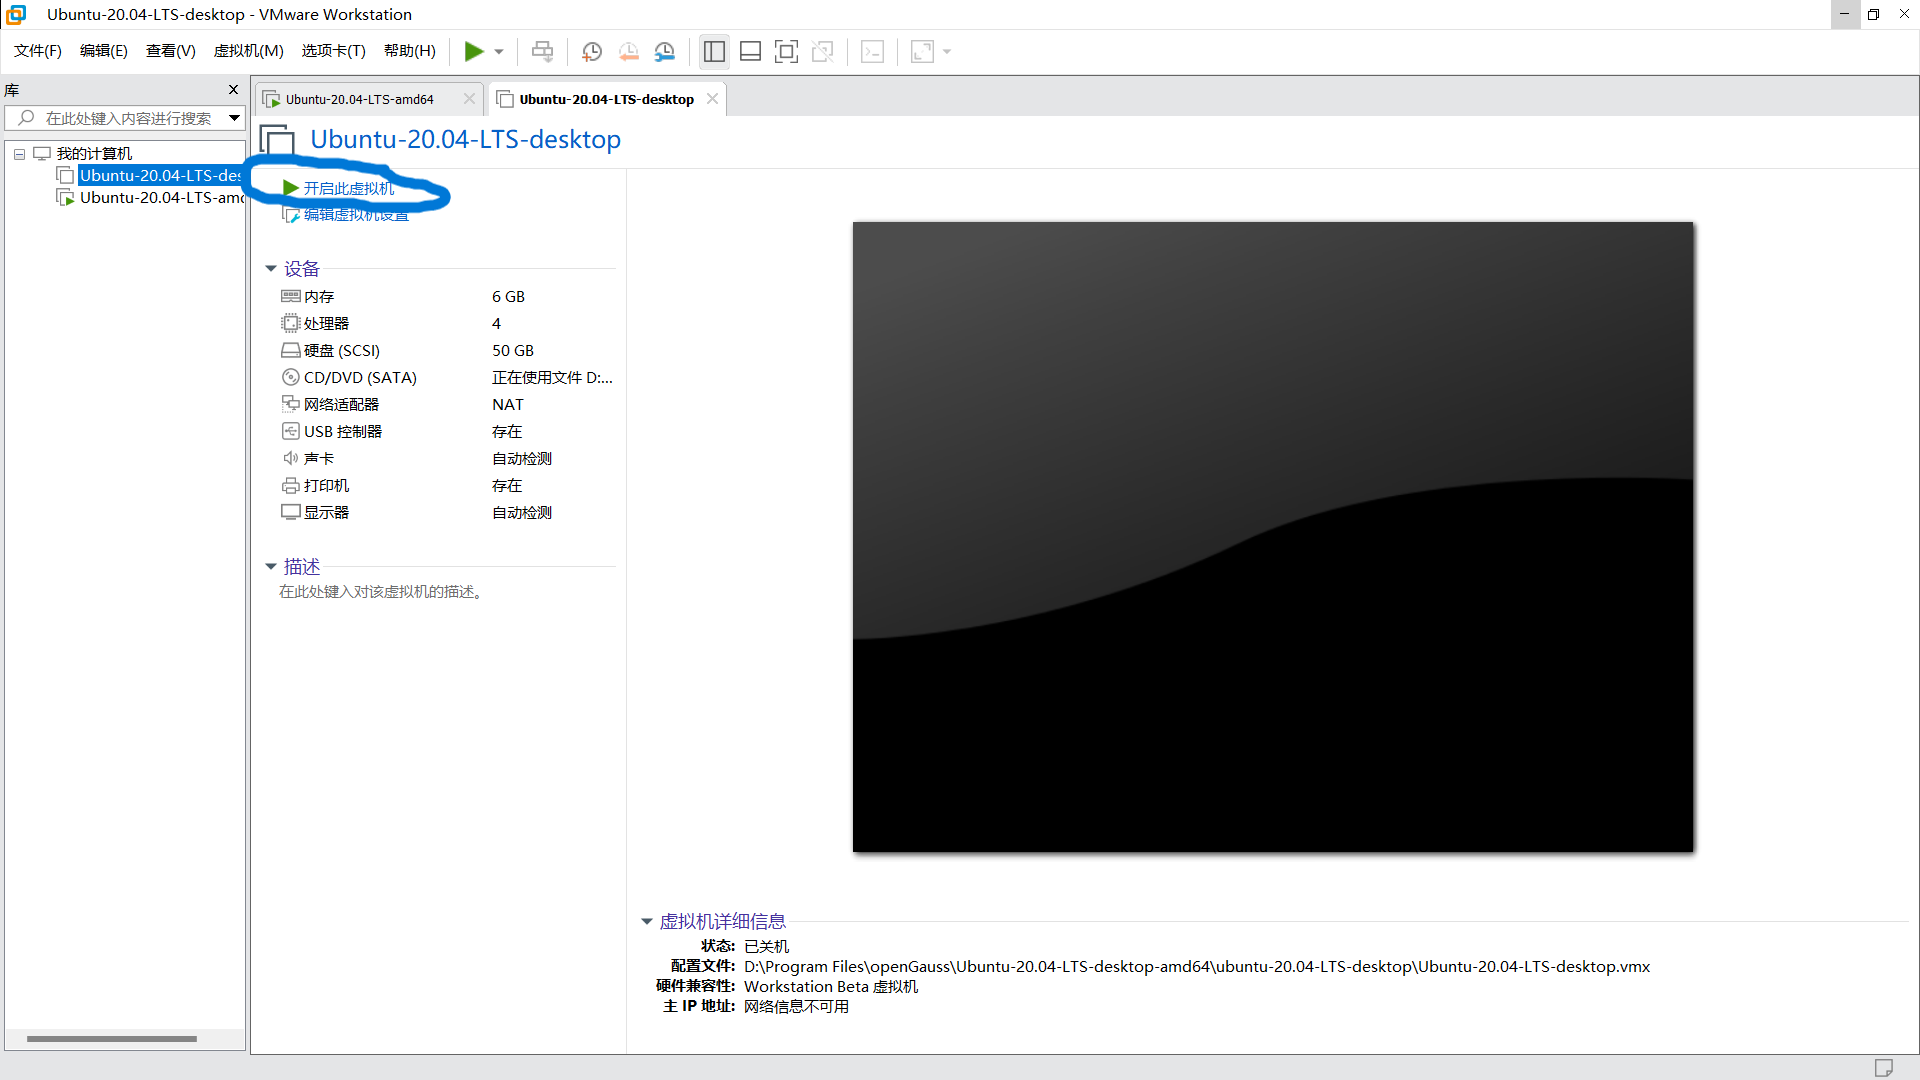 Ubuntu-20.04-LTS-desktop - VMware Workstation
文件(F) 编辑(E) 查看(V) 虚拟机(M) 选项卡(T) 帮助(H)
库
在此处键入内容进行搜索
我的计算机
Ubuntu-20.04-LTS-des
Ubuntu-20.04-LTS-amd
Ubuntu-20.04-LTS-amd64
Ubuntu-20.04-LTS-desktop
Ubuntu-20.04-LTS-desktop
开启此虚拟机
编辑虚拟机设置
设备
内存 6 GB
处理器 4
硬盘 (SCSI) 50 GB
CD/DVD (SATA) 正在使用文件 D:...
网络适配器 NAT
USB 控制器 存在
声卡 自动检测
打印机 存在
显示器 自动检测
描述
在此处键入对该虚拟机的描述。
虚拟机详细信息
状态: 已关机
配置文件: D:\Program Files\openGauss\Ubuntu-20.04-LTS-desktop-amd64\ubuntu-20.04-LTS-desktop\Ubuntu-20.04-LTS-desktop.vmx
硬件兼容性: Workstation Beta 虚拟机
主 IP 地址: 网络信息不可用